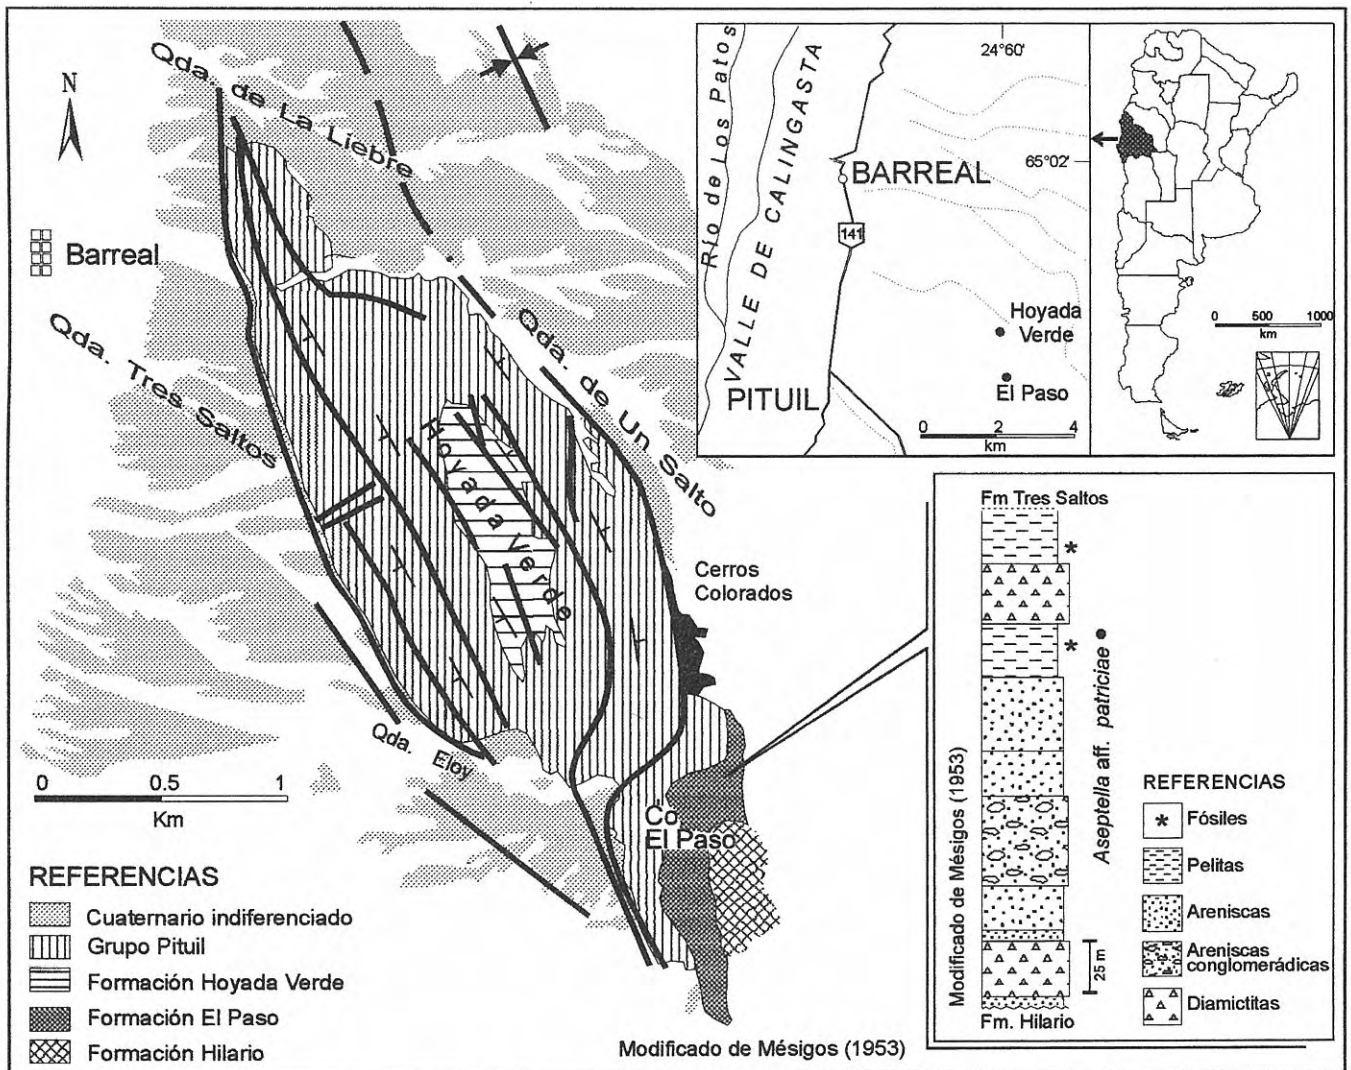 N
Qda. de La Liebre
Barreal
Qda. Tres Saltos
Qda. de Un Salto
Hoyada Verde
Cerros
Colorados
Qda. Eloy
Co.
El Paso
0 0.5 1
Km
REFERENCIAS
Cuaternario indiferenciado
Grupo Pituil
Formación Hoyada Verde
Formación El Paso
Formación Hilario
Modificado de Mésigos (1953)
Río de Los Patos
VALLE DE CALINGASTA
24°60'
65°02'
BARREAL
141
Hoyada
Verde
El Paso
PITUIL
0 2 4
km
0 500 1000
km
Fm Tres Saltos
*
*
Aseptella aff. patriciae
Modificado de Mésigos (1953)
25 m
Fm. Hilario
REFERENCIAS
* Fósiles
Pelitas
Areniscas
Areniscas
conglomerádicas
Diamictitas